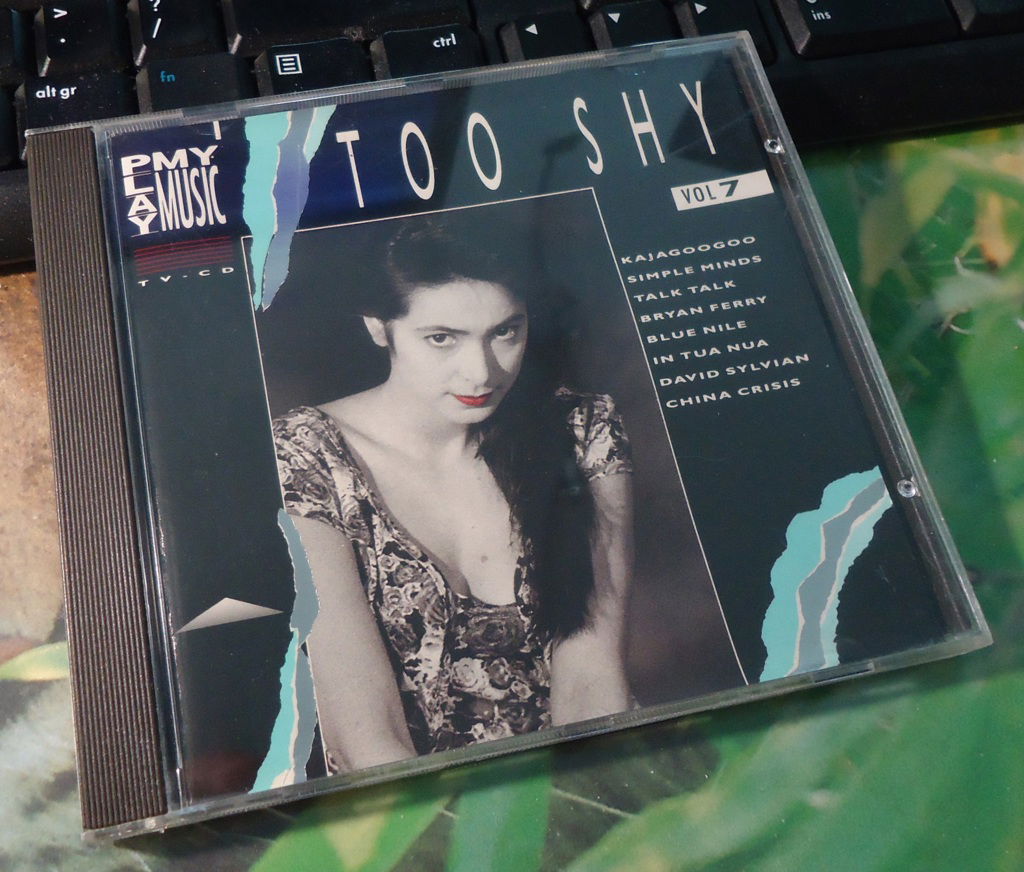 > .
? /
ins
ctrl
alt gr
fn
PLAY MY MUSIC
TV-CD
TOO SHY
VOL 7
KAJAGOOGOO
SIMPLE MINDS
TALK TALK
BRYAN FERRY
BLUE NILE
IN TUA NUA
DAVID SYLVIAN
CHINA CRISIS